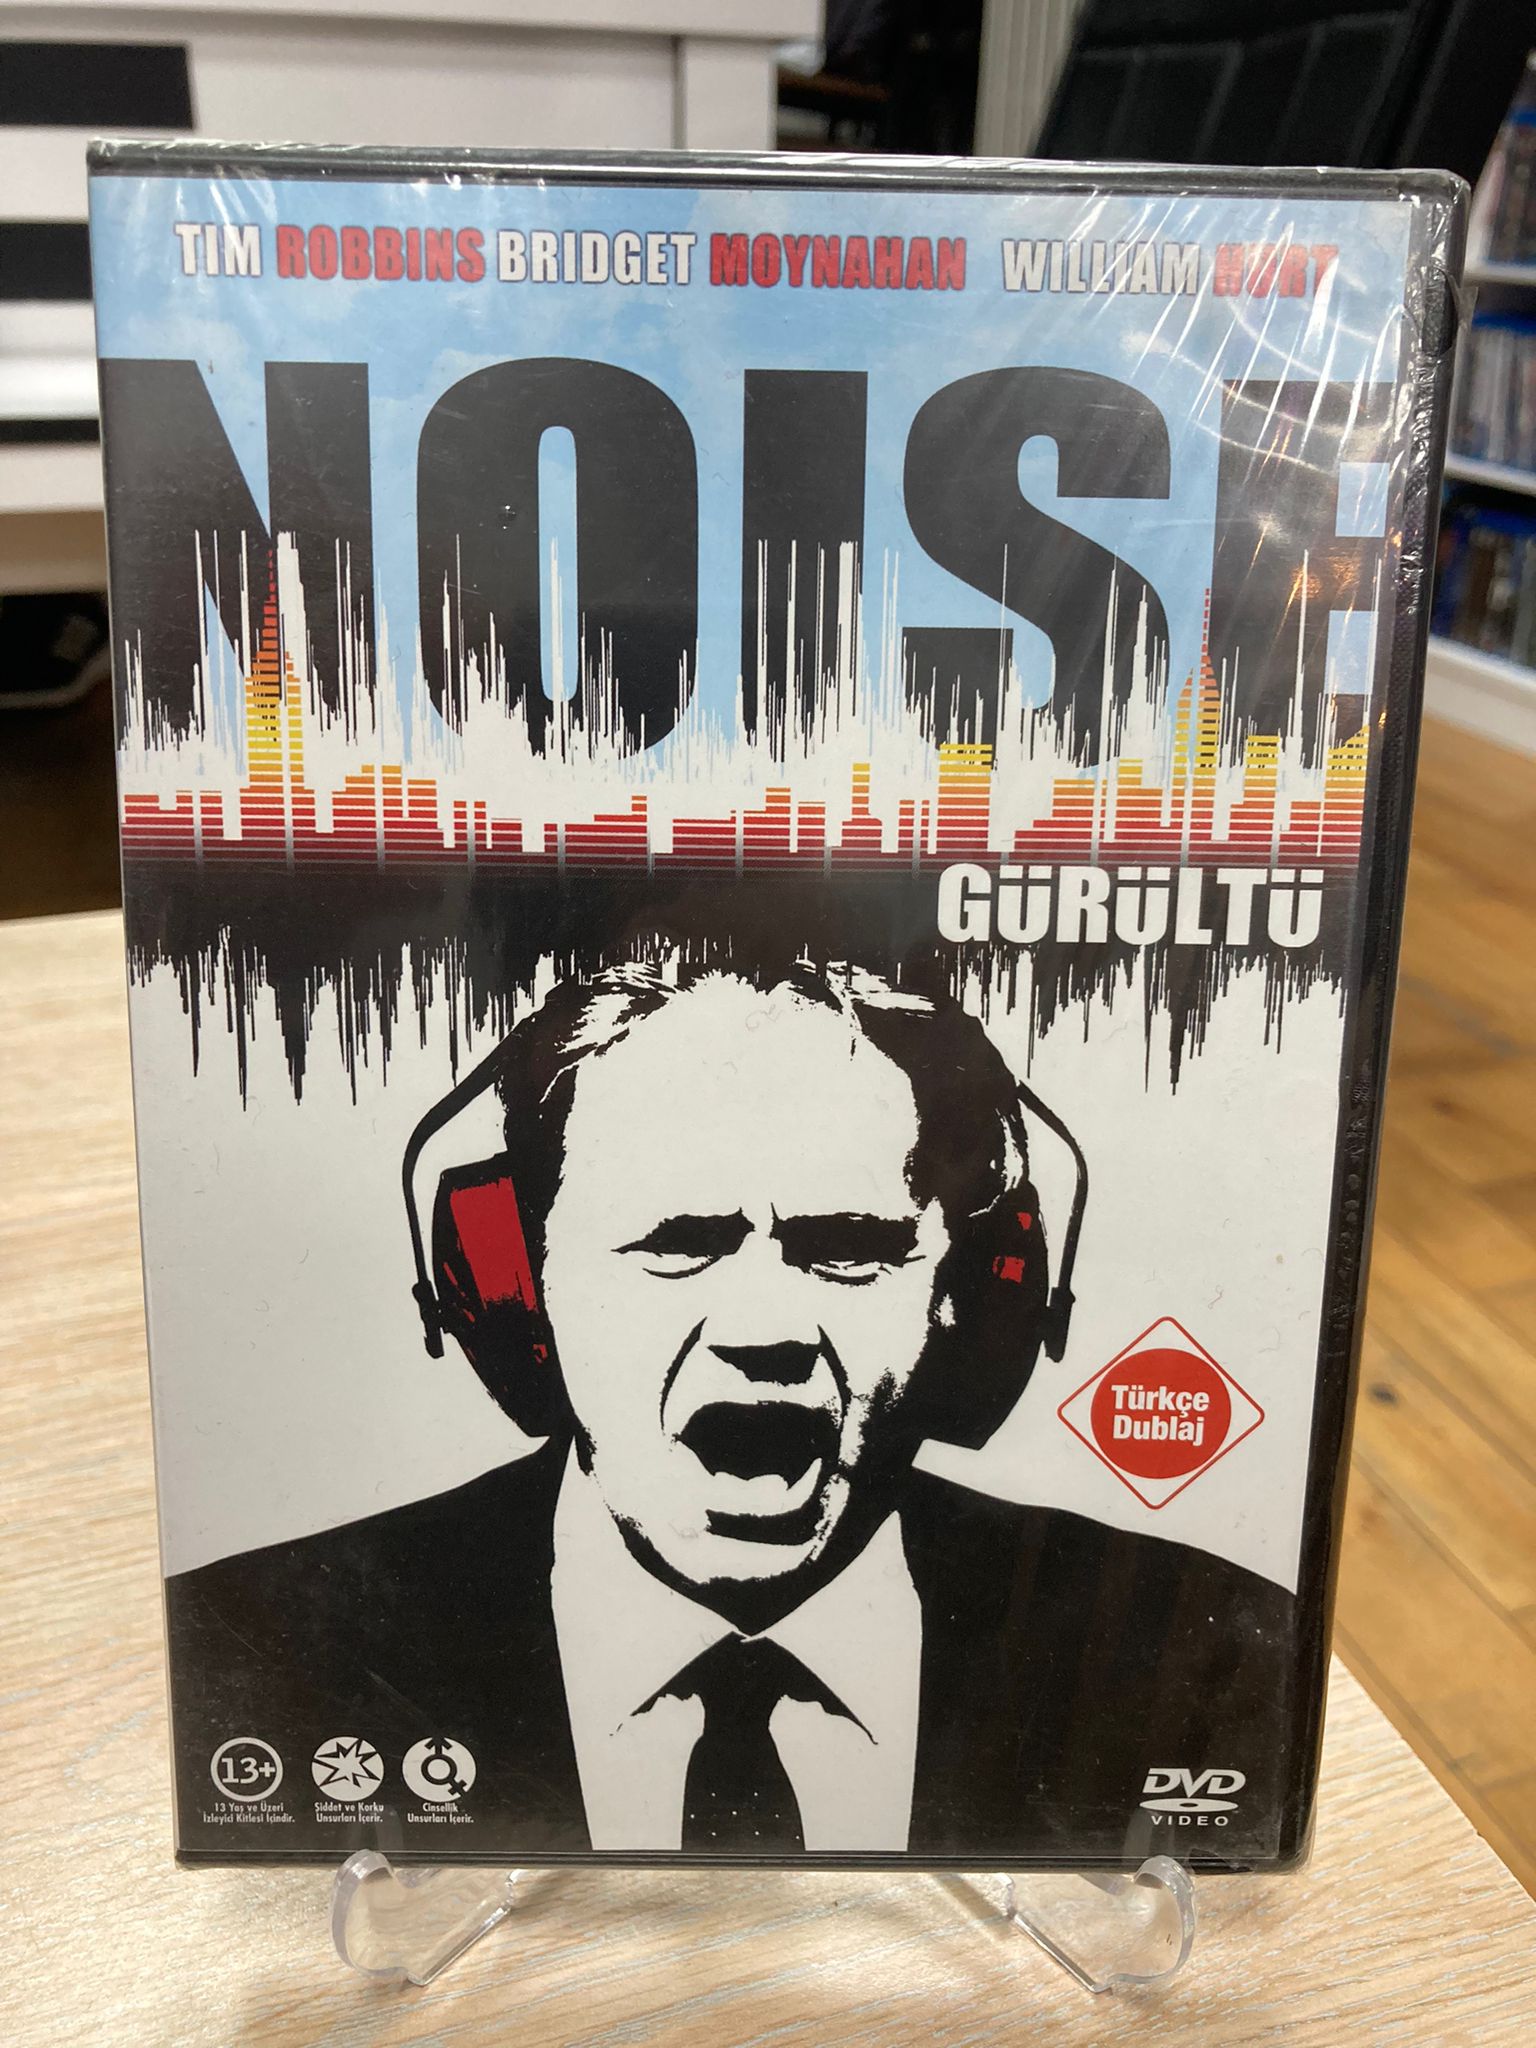 TIM ROBBINS BRIDGET MOYNAHAN WILLIAM HURT
NOISE
GÜRÜLTÜ
Türkçe
Dublaj
13+
13 Yaş ve Üzeri
İzleyici Kitlesi İçindir.
Şiddet ve Korku
Unsurları İçerir.
Cinsellik
Unsurları İçerir.
DVD
VIDEO